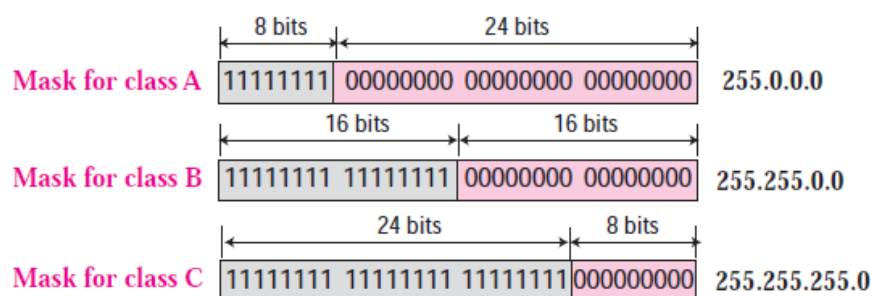 8 bits 24 bits
Mask for class A 11111111 00000000 00000000 00000000 255.0.0.0
16 bits 16 bits
Mask for class B 11111111 11111111 00000000 00000000 255.255.0.0
24 bits 8 bits
Mask for class C 11111111 11111111 11111111 000000000 255.255.255.0